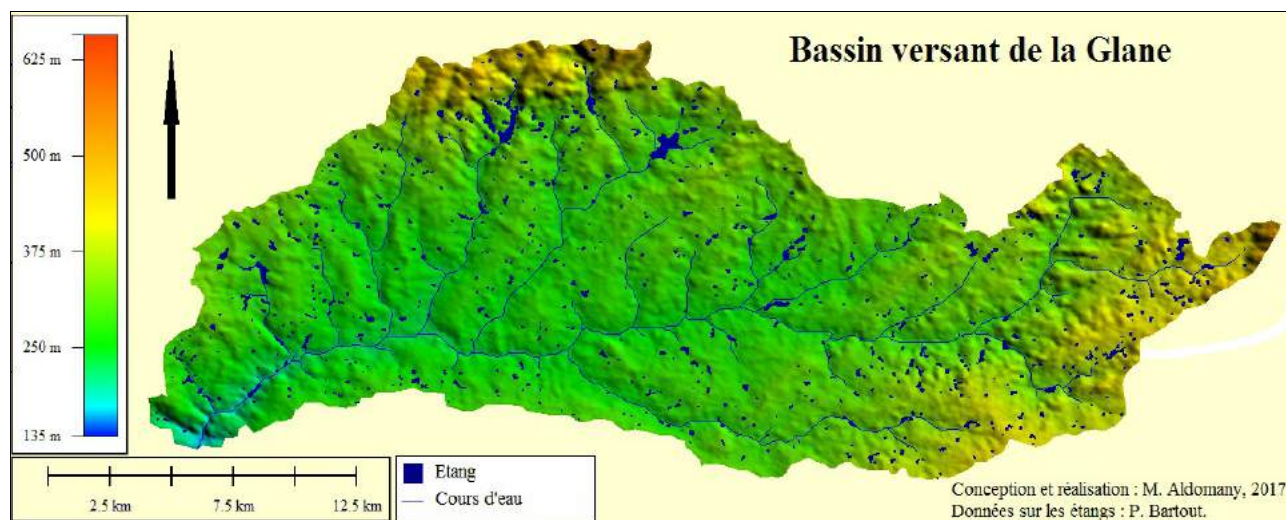 Bassin versant de la Glane
625 m
500 m
375 m
250 m
135 m
2.5 km 7.5 km 12.5 km
Etang
Cours d'eau
Conception et réalisation : M. Aldomany, 2017
Données sur les étangs : P. Bartout.